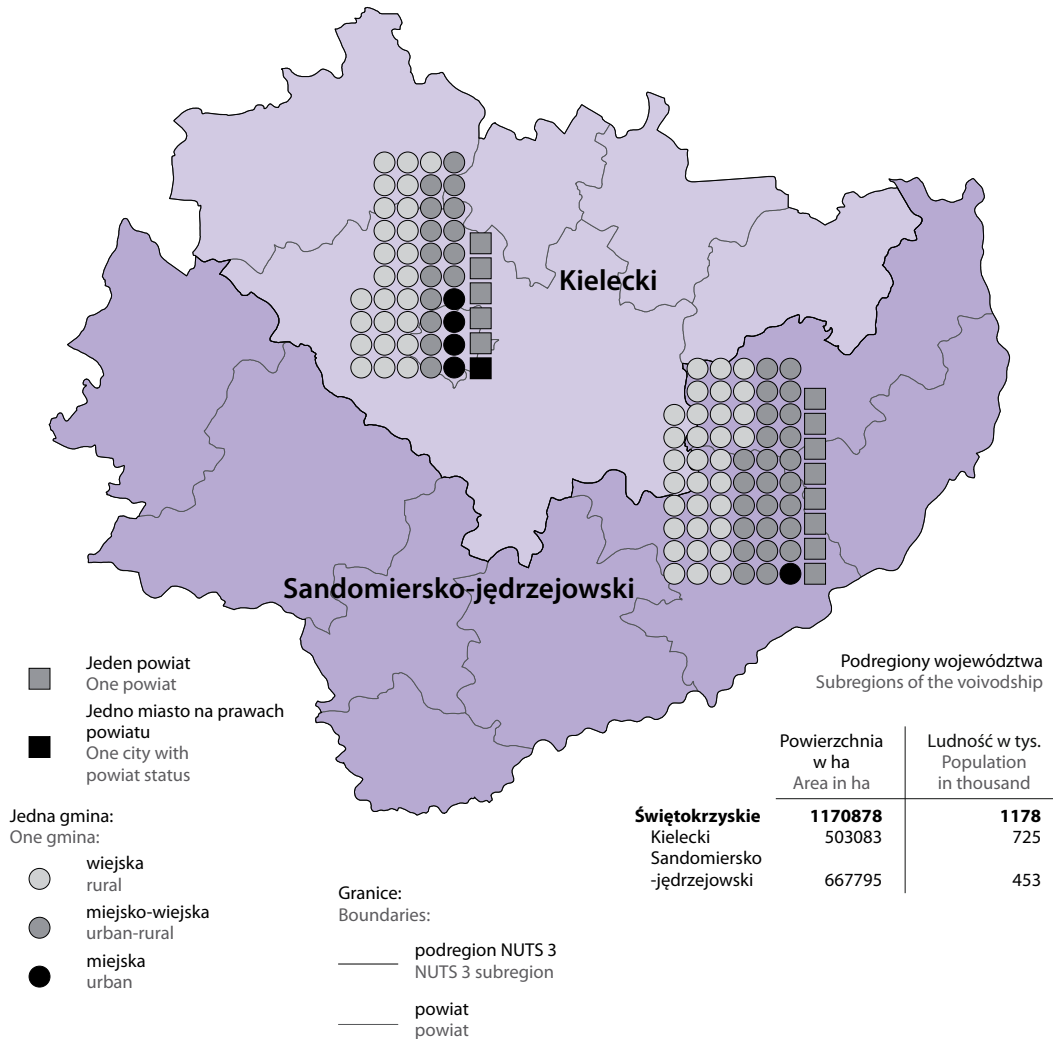 Kielecki
Sandomiersko-jędrzejowski
Jeden powiat
One powiat
Jedno miasto na prawach
powiatu
One city with
powiat status
Jedna gmina:
One gmina:
wiejska
rural
miejsko-wiejska
urban-rural
miejska
urban
Granice:
Boundaries:
podregion NUTS 3
NUTS 3 subregion
powiat
powiat
Podregiony województwa
Subregions of the voivodship
Powierzchnia
w ha
Area in ha
Ludność w tys.
Population
in thousand
Świętokrzyskie 1170878 1178
Kielecki 503083 725
Sandomiersko
-jędrzejowski 667795 453